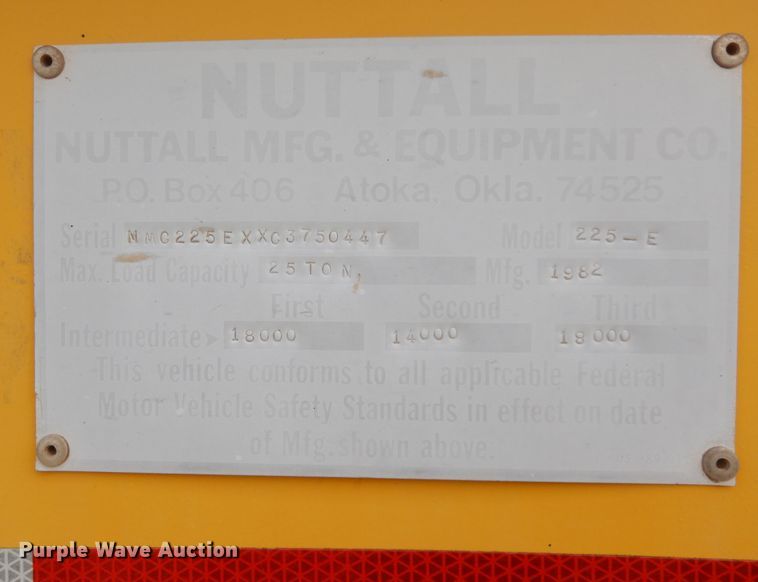 NUTTALL
NUTTALL MFG. & EQUIPMENT CO.
P.O. Box 406 Atoka, Okla. 74525
Serial NMC225EXXC3750447 Model 225-E
Max. Load Capacity 25TON. Mfg. 1982
First Second Third
Intermediate 18000 14000 18000
This vehicle conforms to all applicable Federal
Motor Vehicle Safety Standards in effect on date
of Mfg. shown above.
Purple Wave Auction